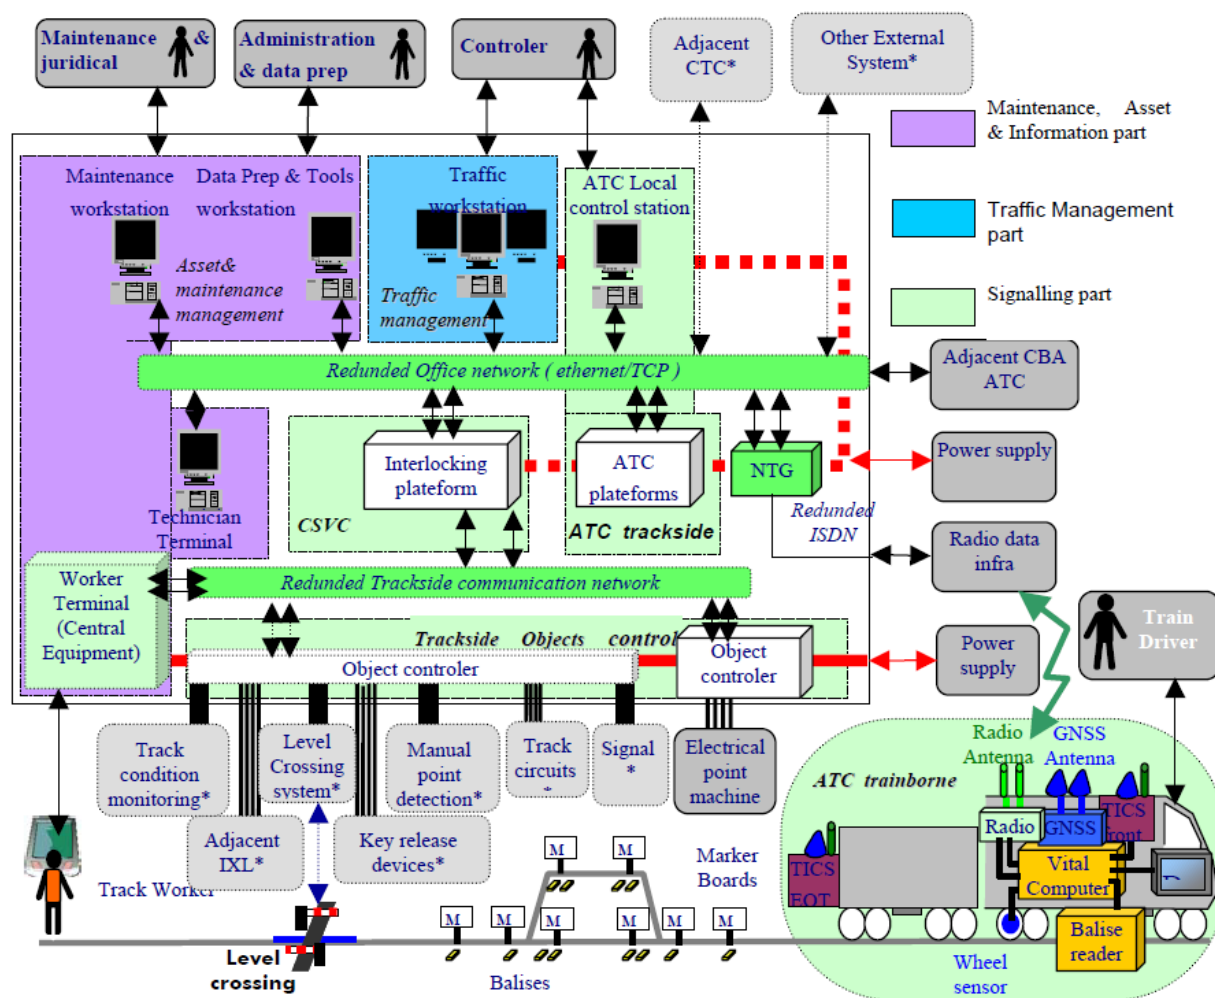 Maintenance &
juridical
Administration
& data prep
Controler
Adjacent
CTC*
Other External
System*
Maintenance, Asset
& Information part
Traffic Management
part
Signalling part
Maintenance
workstation
Data Prep & Tools
workstation
Traffic
workstation
ATC Local
control station
Asset&
maintenance
management
Traffic
management
Redunded Office network ( ethernet/TCP )
Adjacent CBA
ATC
Interlocking
plateform
ATC
plateforms
NTG
Power supply
CSVC
ATC trackside
Redunded
ISDN
Technician
Terminal
Radio data
infra
Worker
Terminal
(Central
Equipment)
Redunded Trackside communication network
Train
Driver
Trackside Objects control
Object controler
Object
controler
Power
supply
Track
condition
monitoring*
Level
Crossing
system*
Manual
point
detection*
Track
circuits
*
Signal
*
Electrical
point
machine
Adjacent
IXL*
Key release
devices*
Radio
Antenna
GNSS
Antenna
ATC trainborne
TICS
front
Radio
GNSS
Vital
Computer
TICS
EOT
Balise
reader
Wheel
sensor
Track Worker
Marker
Boards
M
M
M
M
M
M
M
M
Level
crossing
Balises